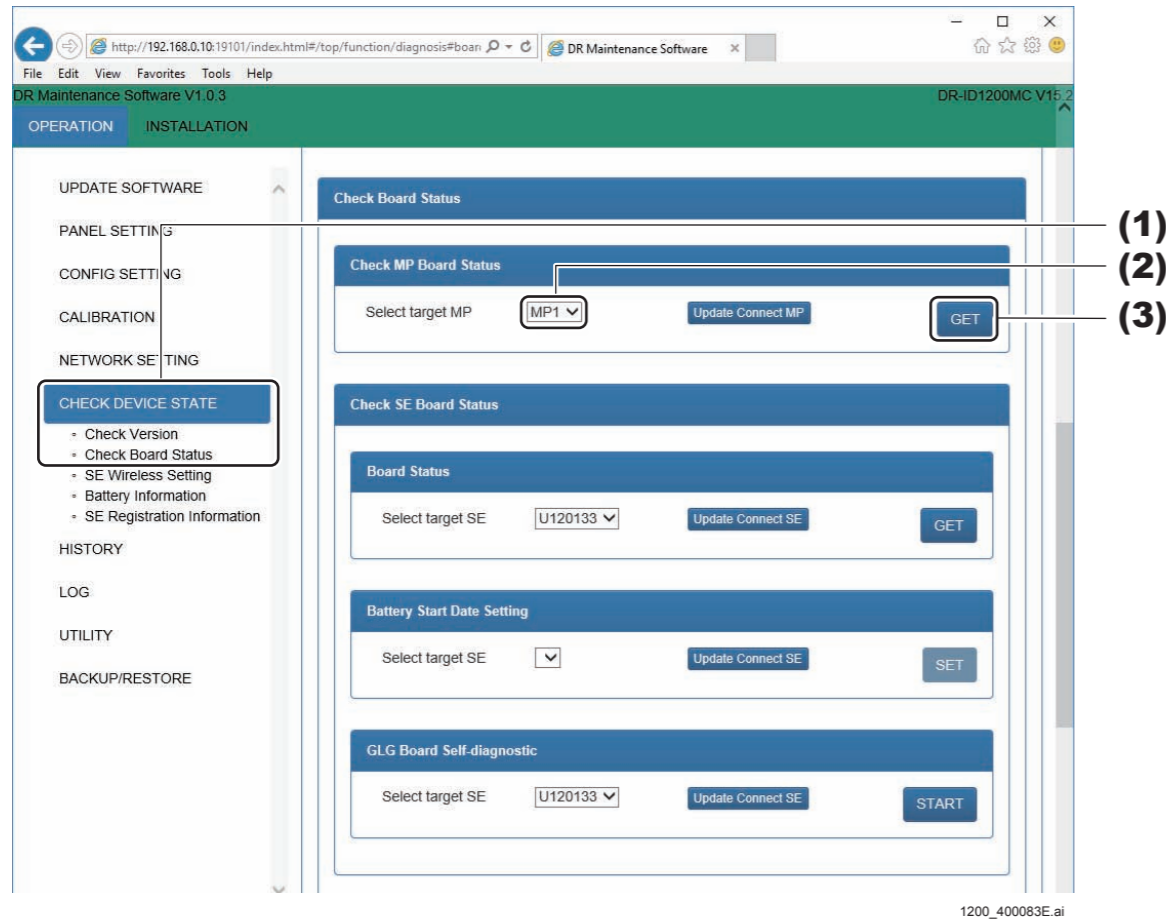 http://192.168.0.10:19101/index.html#/top/function/diagnosis#boar
DR Maintenance Software
File Edit View Favorites Tools Help
DR Maintenance Software V1.0.3
DR-ID1200MC V15.2
OPERATION INSTALLATION
UPDATE SOFTWARE
PANEL SETTING
CONFIG SETTING
CALIBRATION
NETWORK SETTING
CHECK DEVICE STATE
Check Version
Check Board Status
SE Wireless Setting
Battery Information
SE Registration Information
HISTORY
LOG
UTILITY
BACKUP/RESTORE
Check Board Status
Check MP Board Status
Select target MP MP1 Update Connect MP GET
Check SE Board Status
Board Status
Select target SE U120133 Update Connect SE GET
Battery Start Date Setting
Select target SE Update Connect SE SET
GLG Board Self-diagnostic
Select target SE U120133 Update Connect SE START
(1)
(2)
(3)
1200_400083E.ai